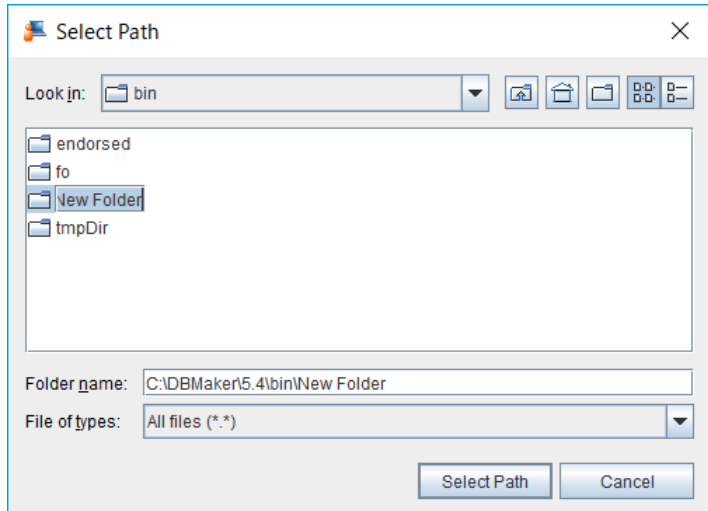 Select Path
Look in: bin
endorsed
fo
New Folder
tmpDir
Folder name: C:\DBMaker\5.4\bin\New Folder
File of types: All files (*.*)
Select Path Cancel